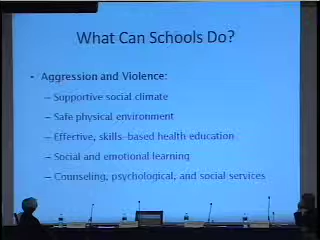 What Can Schools Do?
• Aggression and Violence:
– Supportive social climate
– Safe physical environment
– Effective, skills-based health education
– Social and emotional learning
– Counseling, psychological, and social services